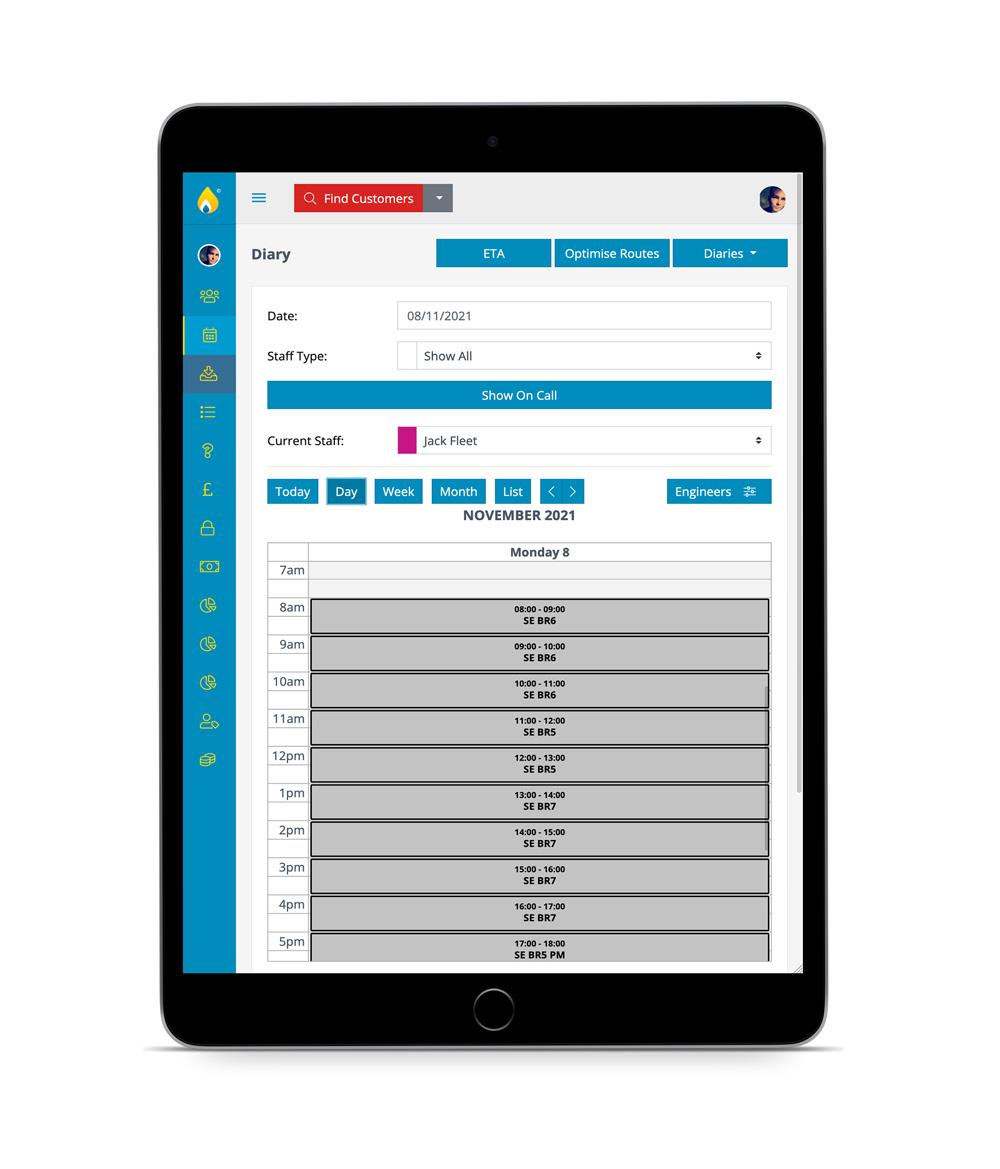 Find Customers
Diary
ETA
Optimise Routes
Diaries
Date:
08/11/2021
Staff Type:
Show All
Show On Call
Current Staff:
Jack Fleet
Today
Day
Week
Month
List
Engineers
NOVEMBER 2021
Monday 8
7am
8am
08:00 - 09:00
SE BR6
9am
09:00 - 10:00
SE BR6
10am
10:00 - 11:00
SE BR6
11am
11:00 - 12:00
SE BR5
12pm
12:00 - 13:00
SE BR5
1pm
13:00 - 14:00
SE BR7
2pm
14:00 - 15:00
SE BR7
3pm
15:00 - 16:00
SE BR7
4pm
16:00 - 17:00
SE BR7
5pm
17:00 - 18:00
SE BR5 PM